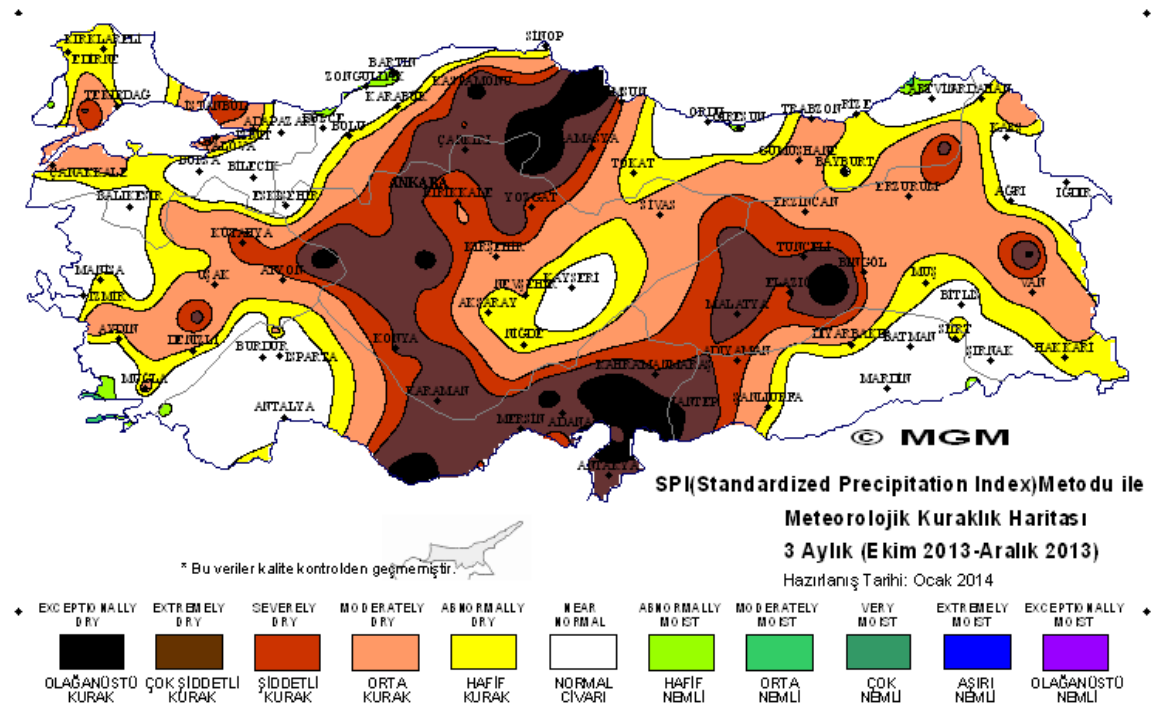 SİNOP
KIRKLARELİ
EDİRNE
BARTIN
ZONGULDAK
KASTAMONU
TEKİRDAG
İSTANBUL
KARABÜK
ORDU
GİRESUN
TRABZON
RİZE
ARTVİN
ARDAHAN
ADAPAZARI
DÜZCE
BOLU
YALOVA
ÇANKIRI
AMASYA
KARS
ÇANAKKALE
BURSA
BİLECİK
TOKAT
GÜMÜŞHANE
BAYBURT
BALIKESİR
ESKİŞEHİR
ANKARA
KIRIKKALE
YOZGAT
SİVAS
ERZİNCAN
ERZURUM
AĞRI
IĞDIR
KÜTAHYA
KIRŞEHİR
TUNCELİ
BİNGÖL
MANİSA
UŞAK
AFYON
NEVŞEHİR
KAYSERİ
ELAZIĞ
MUŞ
VAN
İZMİR
AKSARAY
MALATYA
BİTLİS
AYDIN
DENİZLİ
BURDUR
ISPARTA
KONYA
NİĞDE
ADIYAMAN
DİYARBAKIR
BATMAN
SİİRT
ŞIRNAK
HAKKARİ
MUĞLA
KAHRAMANMARAŞ
MARDİN
ANTALYA
KARAMAN
MERSİN
ADANA
ŞANLIURFA
ANTAKYA
© MGM
SPI(Standardized Precipitation Index)Metodu ile
Meteorolojik Kuraklık Haritası
3 Aylık (Ekim 2013-Aralık 2013)
Hazırlanış Tarihi: Ocak 2014
* Bu veriler kalite kontrolden geçmemiştir.
EXCEPTIONALLY DRY
EXTREMELY DRY
SEVERELY DRY
MODERATELY DRY
ABNORMALLY DRY
NEAR NORMAL
ABNORMALLY MOIST
MODERATELY MOIST
VERY MOIST
EXTREMELY MOIST
EXCEPTIONALLY MOIST
OLAĞANÜSTÜ KURAK
ÇOK ŞİDDETLİ KURAK
ŞİDDETLİ KURAK
ORTA KURAK
HAFİF KURAK
NORMAL CİVARI
HAFİF NEMLİ
ORTA NEMLİ
ÇOK NEMLİ
AŞIRI NEMLİ
OLAĞANÜSTÜ NEMLİ